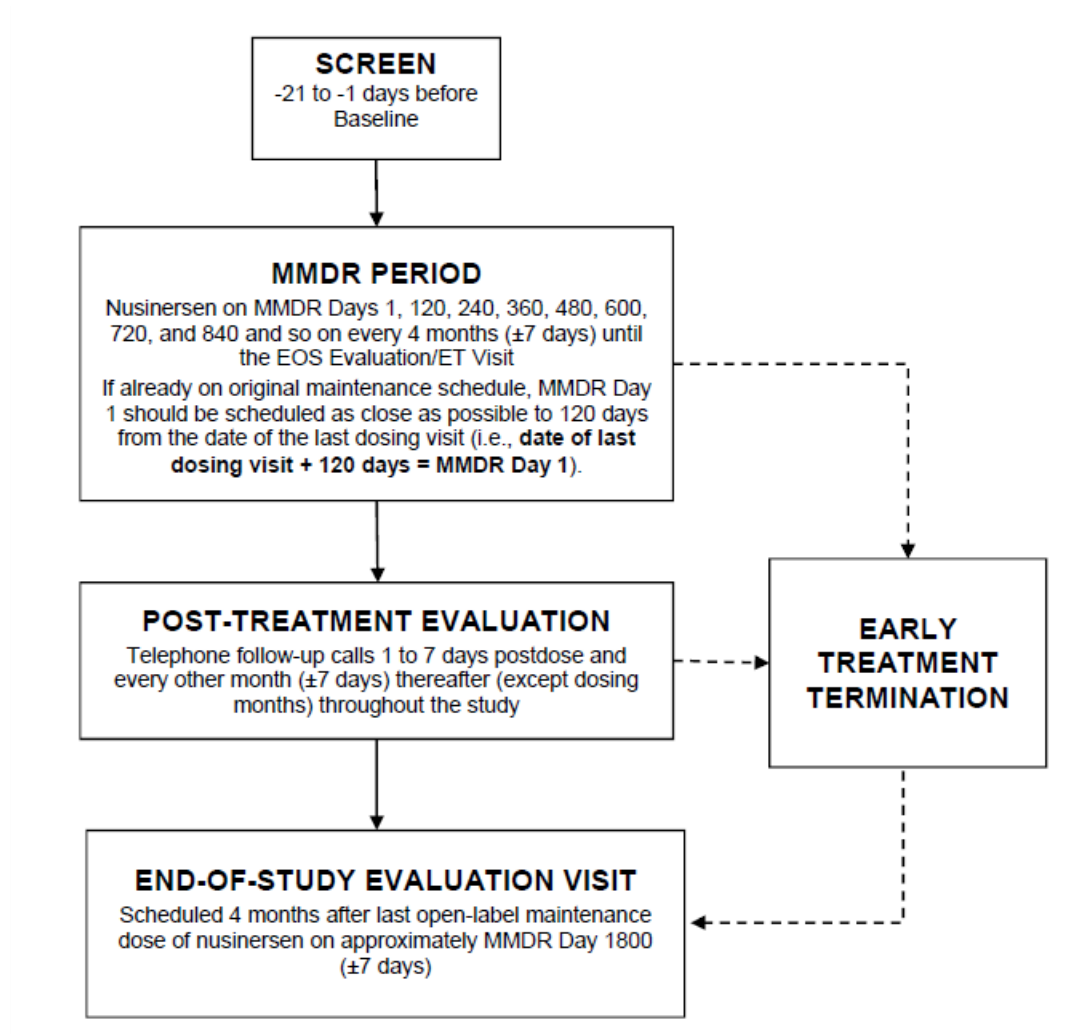 SCREEN
-21 to -1 days before
Baseline
MMDR PERIOD
Nusinersen on MMDR Days 1, 120, 240, 360, 480, 600,
720, and 840 and so on every 4 months (±7 days) until
the EOS Evaluation/ET Visit
If already on original maintenance schedule, MMDR Day
1 should be scheduled as close as possible to 120 days
from the date of the last dosing visit (i.e., date of last
dosing visit + 120 days = MMDR Day 1).
POST-TREATMENT EVALUATION
Telephone follow-up calls 1 to 7 days postdose and
every other month (±7 days) thereafter (except dosing
months) throughout the study
EARLY
TREATMENT
TERMINATION
END-OF-STUDY EVALUATION VISIT
Scheduled 4 months after last open-label maintenance
dose of nusinersen on approximately MMDR Day 1800
(±7 days)